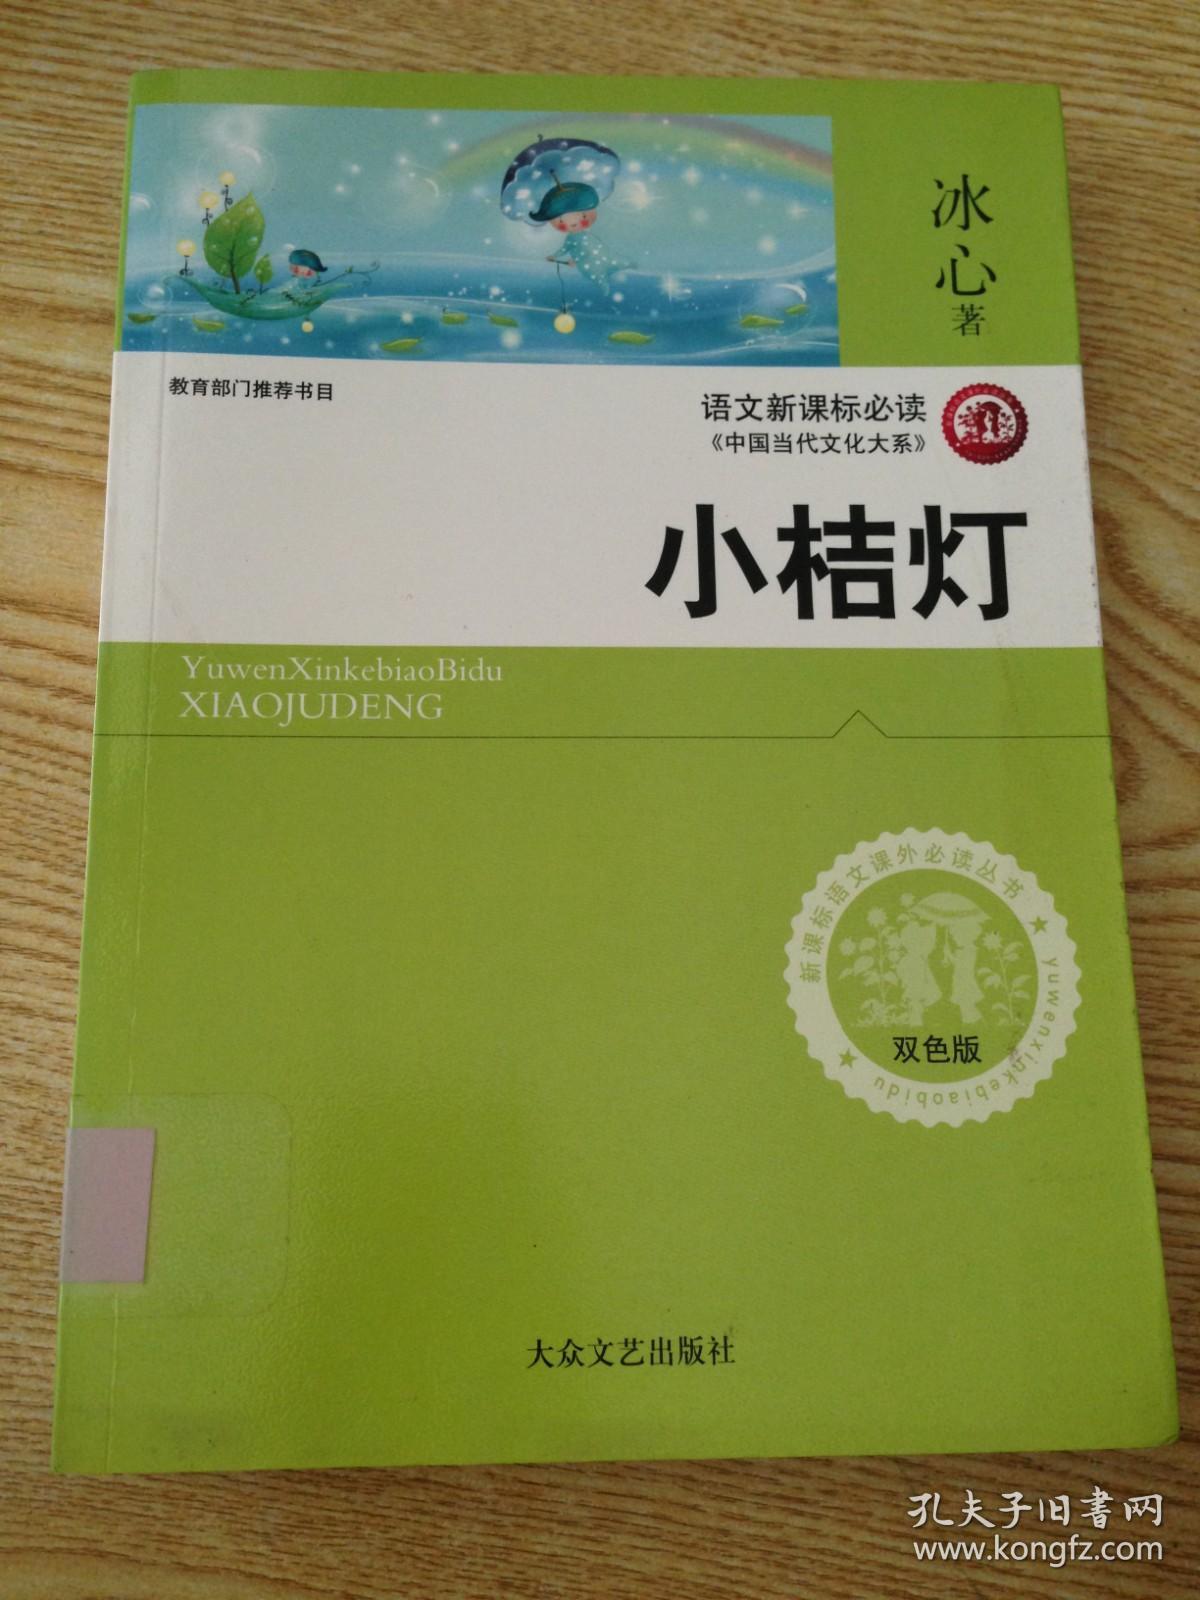 冰心著
教育部门推荐书目
语文新课标必读
《中国当代文化大系》
小桔灯
YuwenXinkebiaoBidu
XIAOJUDENG
新课标语文课外必读丛书
yuwenxinkebiaobidu
双色版
大众文艺出版社
孔夫子旧书网
www.kongfz.com